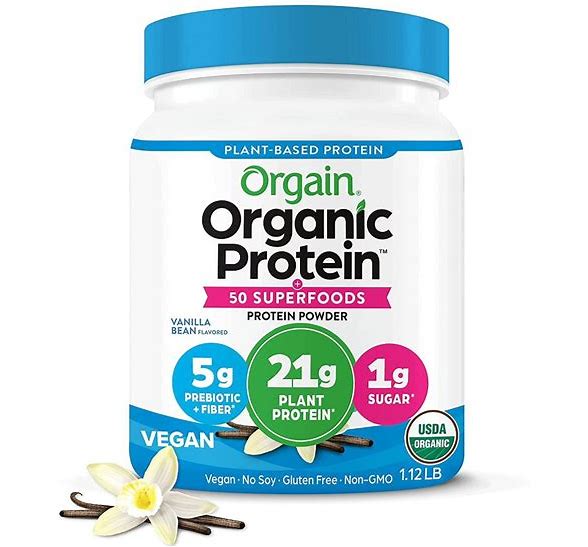 PLANT-BASED PROTEIN
Orgain®
Organic
Protein™
+
50 SUPERFOODS
PROTEIN POWDER
VANILLA
BEAN FLAVORED
5g
PREBIOTIC
+ FIBER*
21g
PLANT
PROTEIN*
1g
SUGAR*
VEGAN
USDA
ORGANIC
Vegan · No Soy · Gluten Free · Non-GMO 1.12 LB